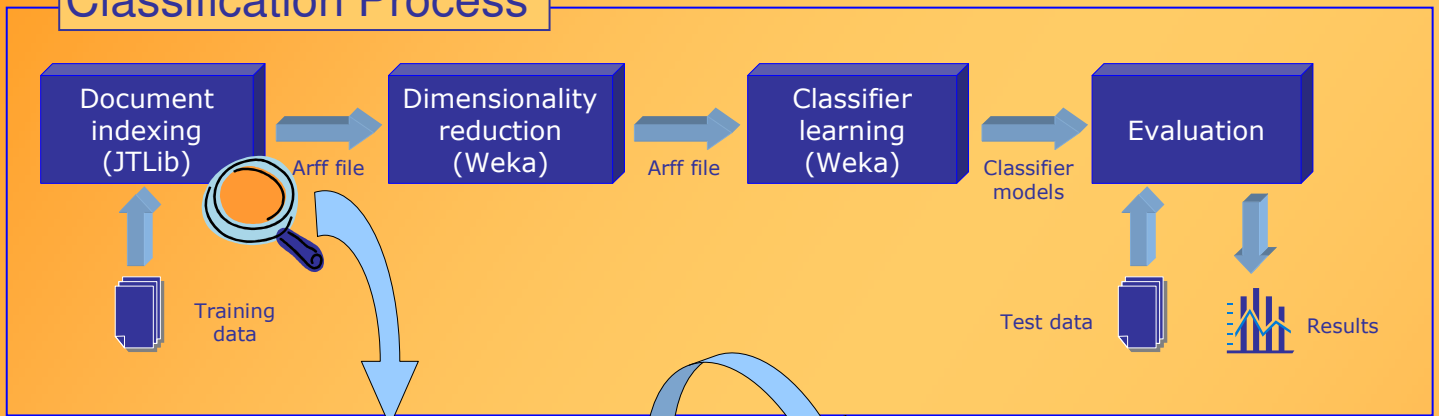 Classification Process
Document
indexing
(JTLib)
Arff file
Dimensionality
reduction
(Weka)
Arff file
Classifier
learning
(Weka)
Classifier
models
Evaluation
Training
data
Test data
Results